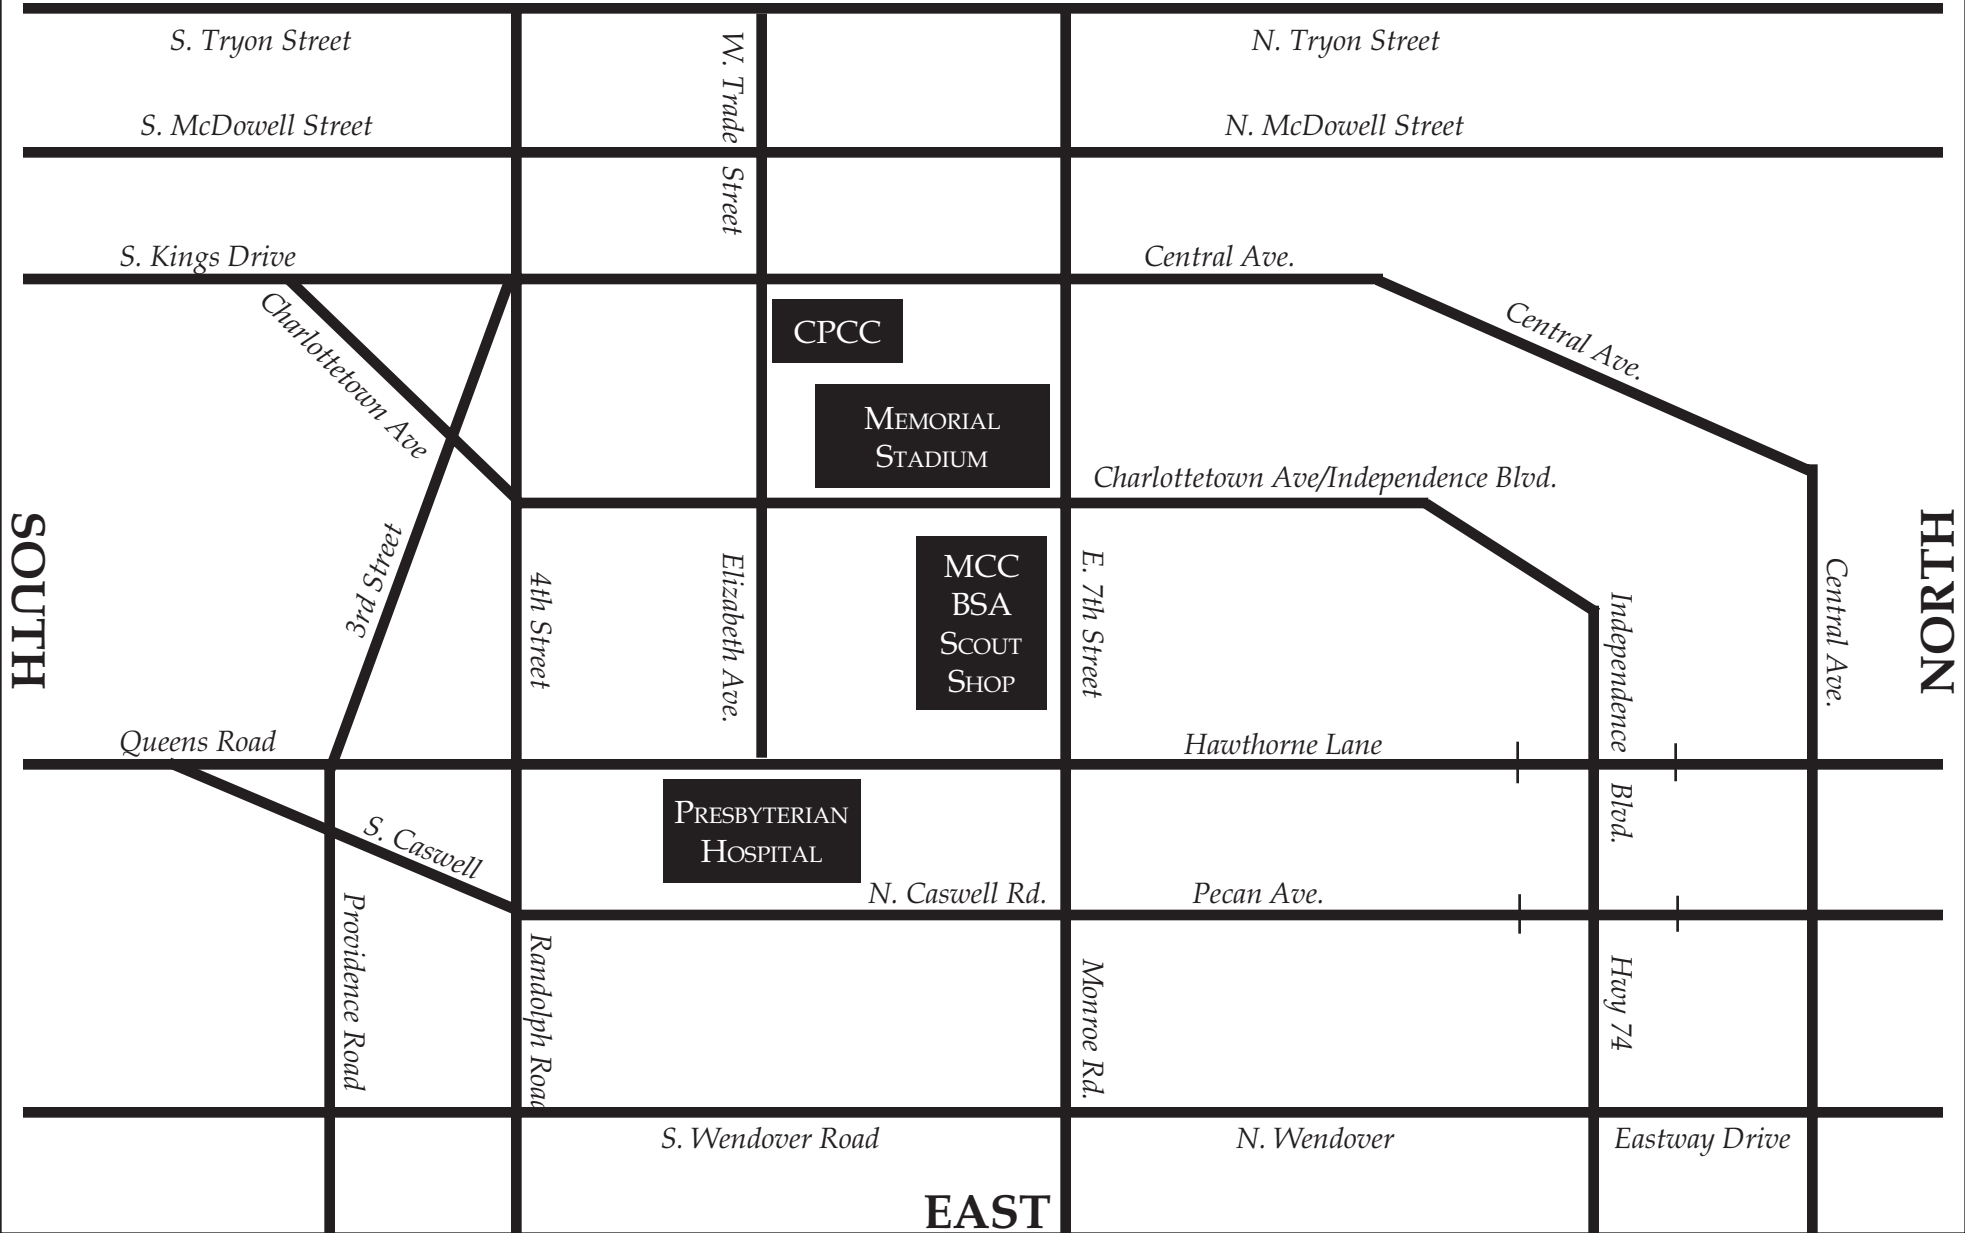 S. Tryon Street
N. Tryon Street
W. Trade Street
S. McDowell Street
N. McDowell Street
S. Kings Drive
Central Ave.
Charlottetown Ave
CPCC
Central Ave.
MEMORIAL
STADIUM
Charlottetown Ave/Independence Blvd.
SOUTH
NORTH
3rd Street
4th Street
Elizabeth Ave.
MCC
BSA
SCOUT
SHOP
E. 7th Street
Independence Blvd.
Central Ave.
Queens Road
Hawthorne Lane
PRESBYTERIAN
HOSPITAL
S. Caswell
N. Caswell Rd.
Pecan Ave.
Providence Road
Randolph Road
Monroe Rd.
Hwy 74
S. Wendover Road
N. Wendover
Eastway Drive
EAST